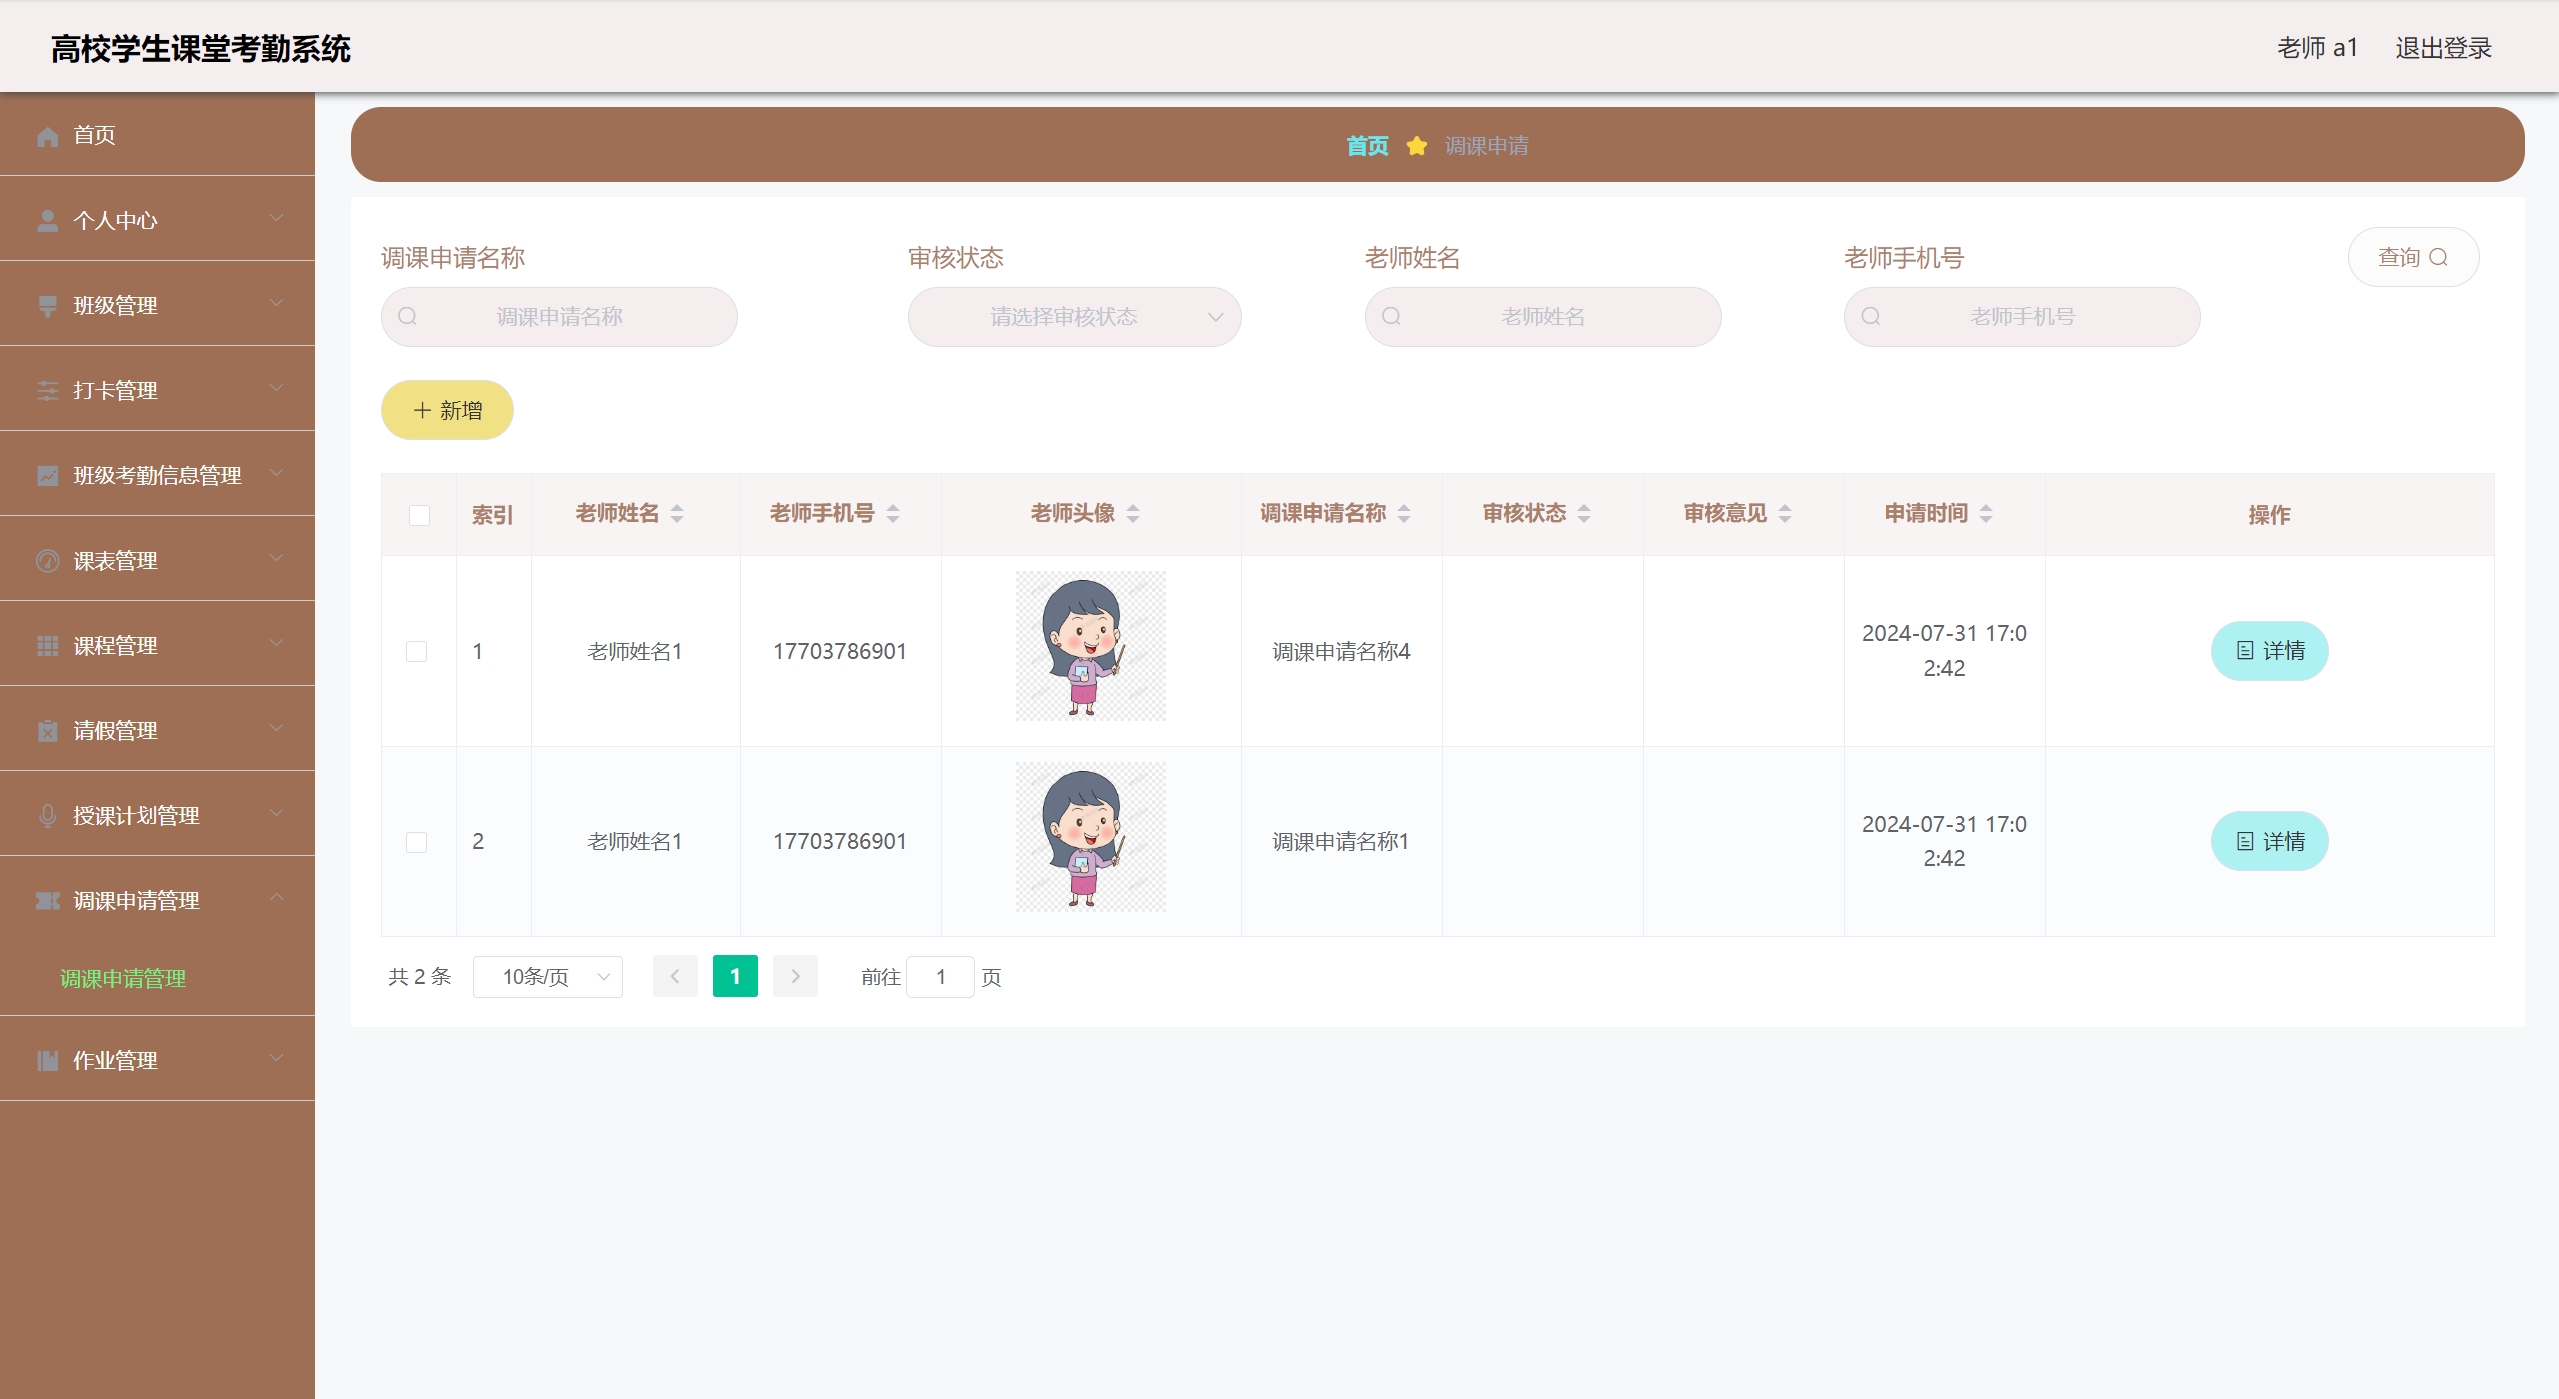 高校学生课堂考勤系统
老师 a1 退出登录
首页
个人中心
班级管理
打卡管理
班级考勤信息管理
课表管理
课程管理
请假管理
授课计划管理
调课申请管理
调课申请管理
作业管理
首页 调课申请
调课申请名称 审核状态 老师姓名 老师手机号 查询
调课申请名称 请选择审核状态 老师姓名 老师手机号
新增
索引 老师姓名 老师手机号 老师头像 调课申请名称 审核状态 审核意见 申请时间 操作
1 老师姓名1 17703786901 调课申请名称4 2024-07-31 17:0
2:42
详情
2 老师姓名1 17703786901 调课申请名称1 2024-07-31 17:0
2:42
详情
共 2 条 10条/页 1 前往 1 页